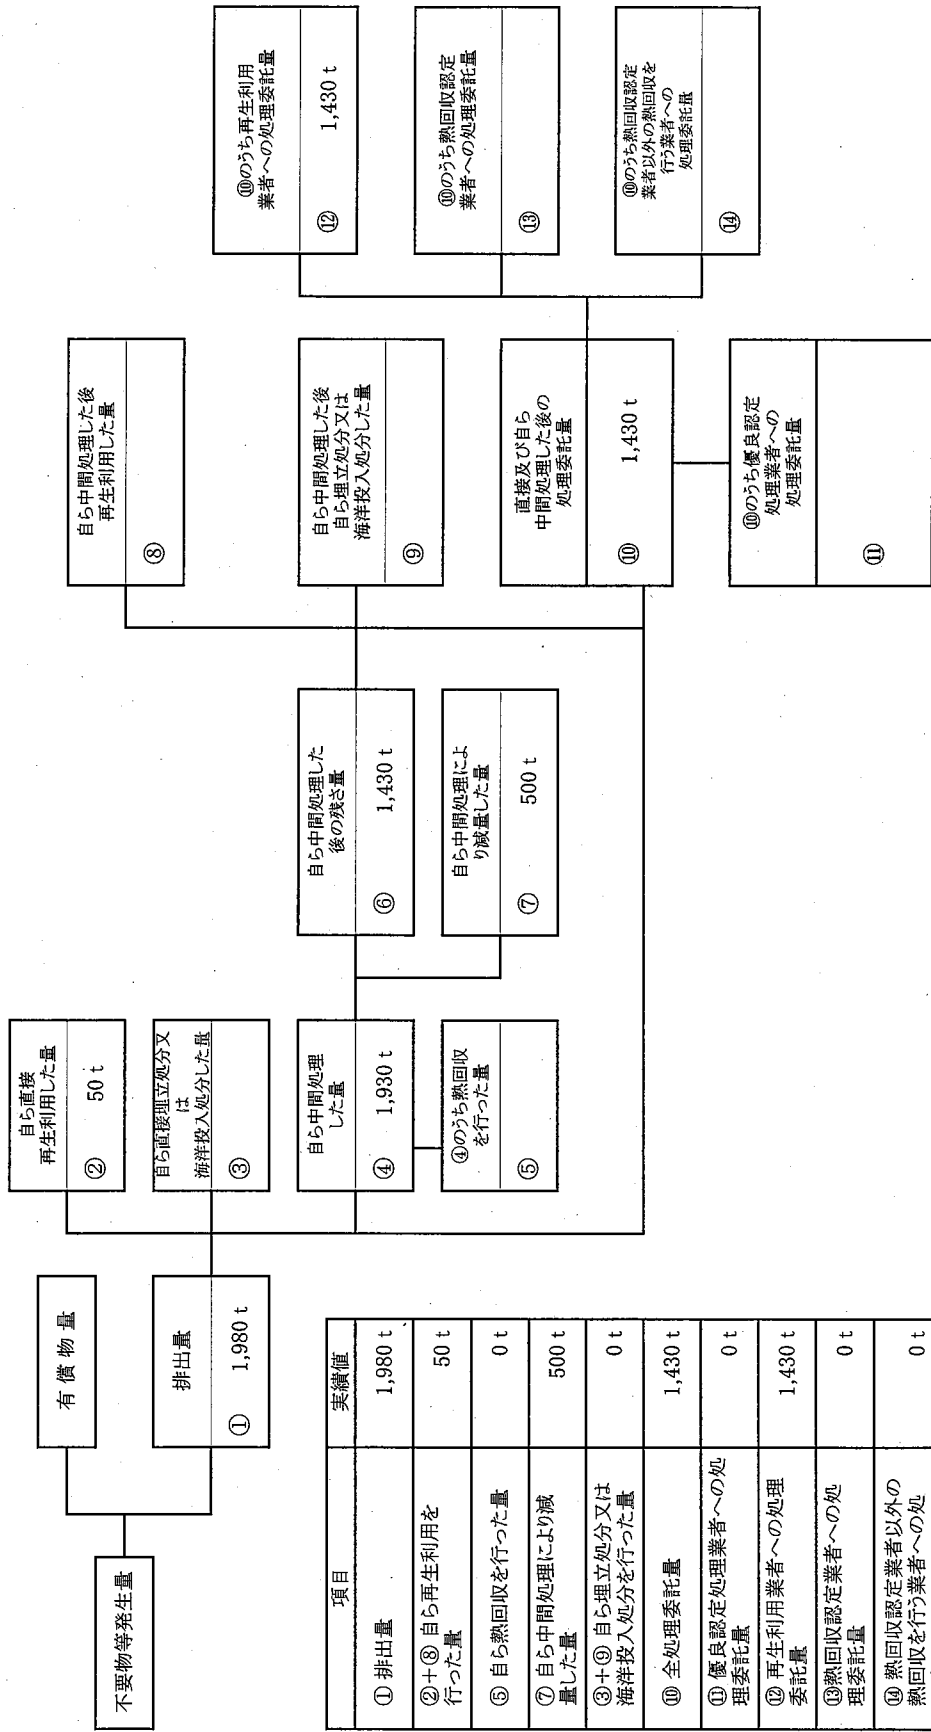 不要物等発生量
有償物量
排出量
① 1,980 t
自ら直接
再生利用した量
② 50 t
自ら直接埋立処分又
は
海洋投入処分した量
③
自ら中間処理
した量
④ 1,930 t
④のうち熱回収
を行った量
⑤
自ら中間処理した
後の残さ量
⑥ 1,430 t
自ら中間処理によ
り減量した量
⑦ 500 t
自ら中間処理した後
再生利用した量
⑧
自ら中間処理した後
自ら埋立処分又は
海洋投入処分した量
⑨
直接及び自ら
中間処理した後の
処理委託量
⑩ 1,430 t
⑩のうち優良認定
処理業者への
処理委託量
⑪
⑩のうち再生利用
業者への処理委託量
⑫ 1,430 t
⑩のうち熱回収認定
業者への処理委託量
⑬
⑩のうち熱回収認定
業者以外の熱回収を
行う業者への
処理委託量
⑭
項目 実績値
① 排出量 1,980 t
②+⑧ 自ら再生利用を
行った量 50 t
⑤ 自ら熱回収を行った量 0 t
⑦ 自ら中間処理により減
量した量 500 t
③+⑨ 自ら埋立処分又は
海洋投入処分を行った量 0 t
⑩ 全処理委託量 1,430 t
⑪ 優良認定処理業者への処
理委託量 0 t
⑫ 再生利用業者への処理
委託量 1,430 t
⑬熱回収認定業者への処
理委託量 0 t
⑭ 熱回収認定業者以外の
熱回収を行う業者への処 0 t